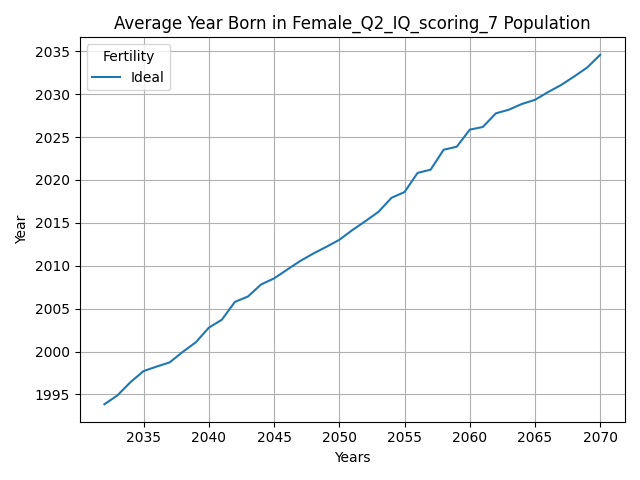 Average Year Born in Female_Q2_IQ_scoring_7 Population
Fertility
Ideal
Year
2035
2030
2025
2020
2015
2010
2005
2000
1995
2035 2040 2045 2050 2055 2060 2065 2070
Years